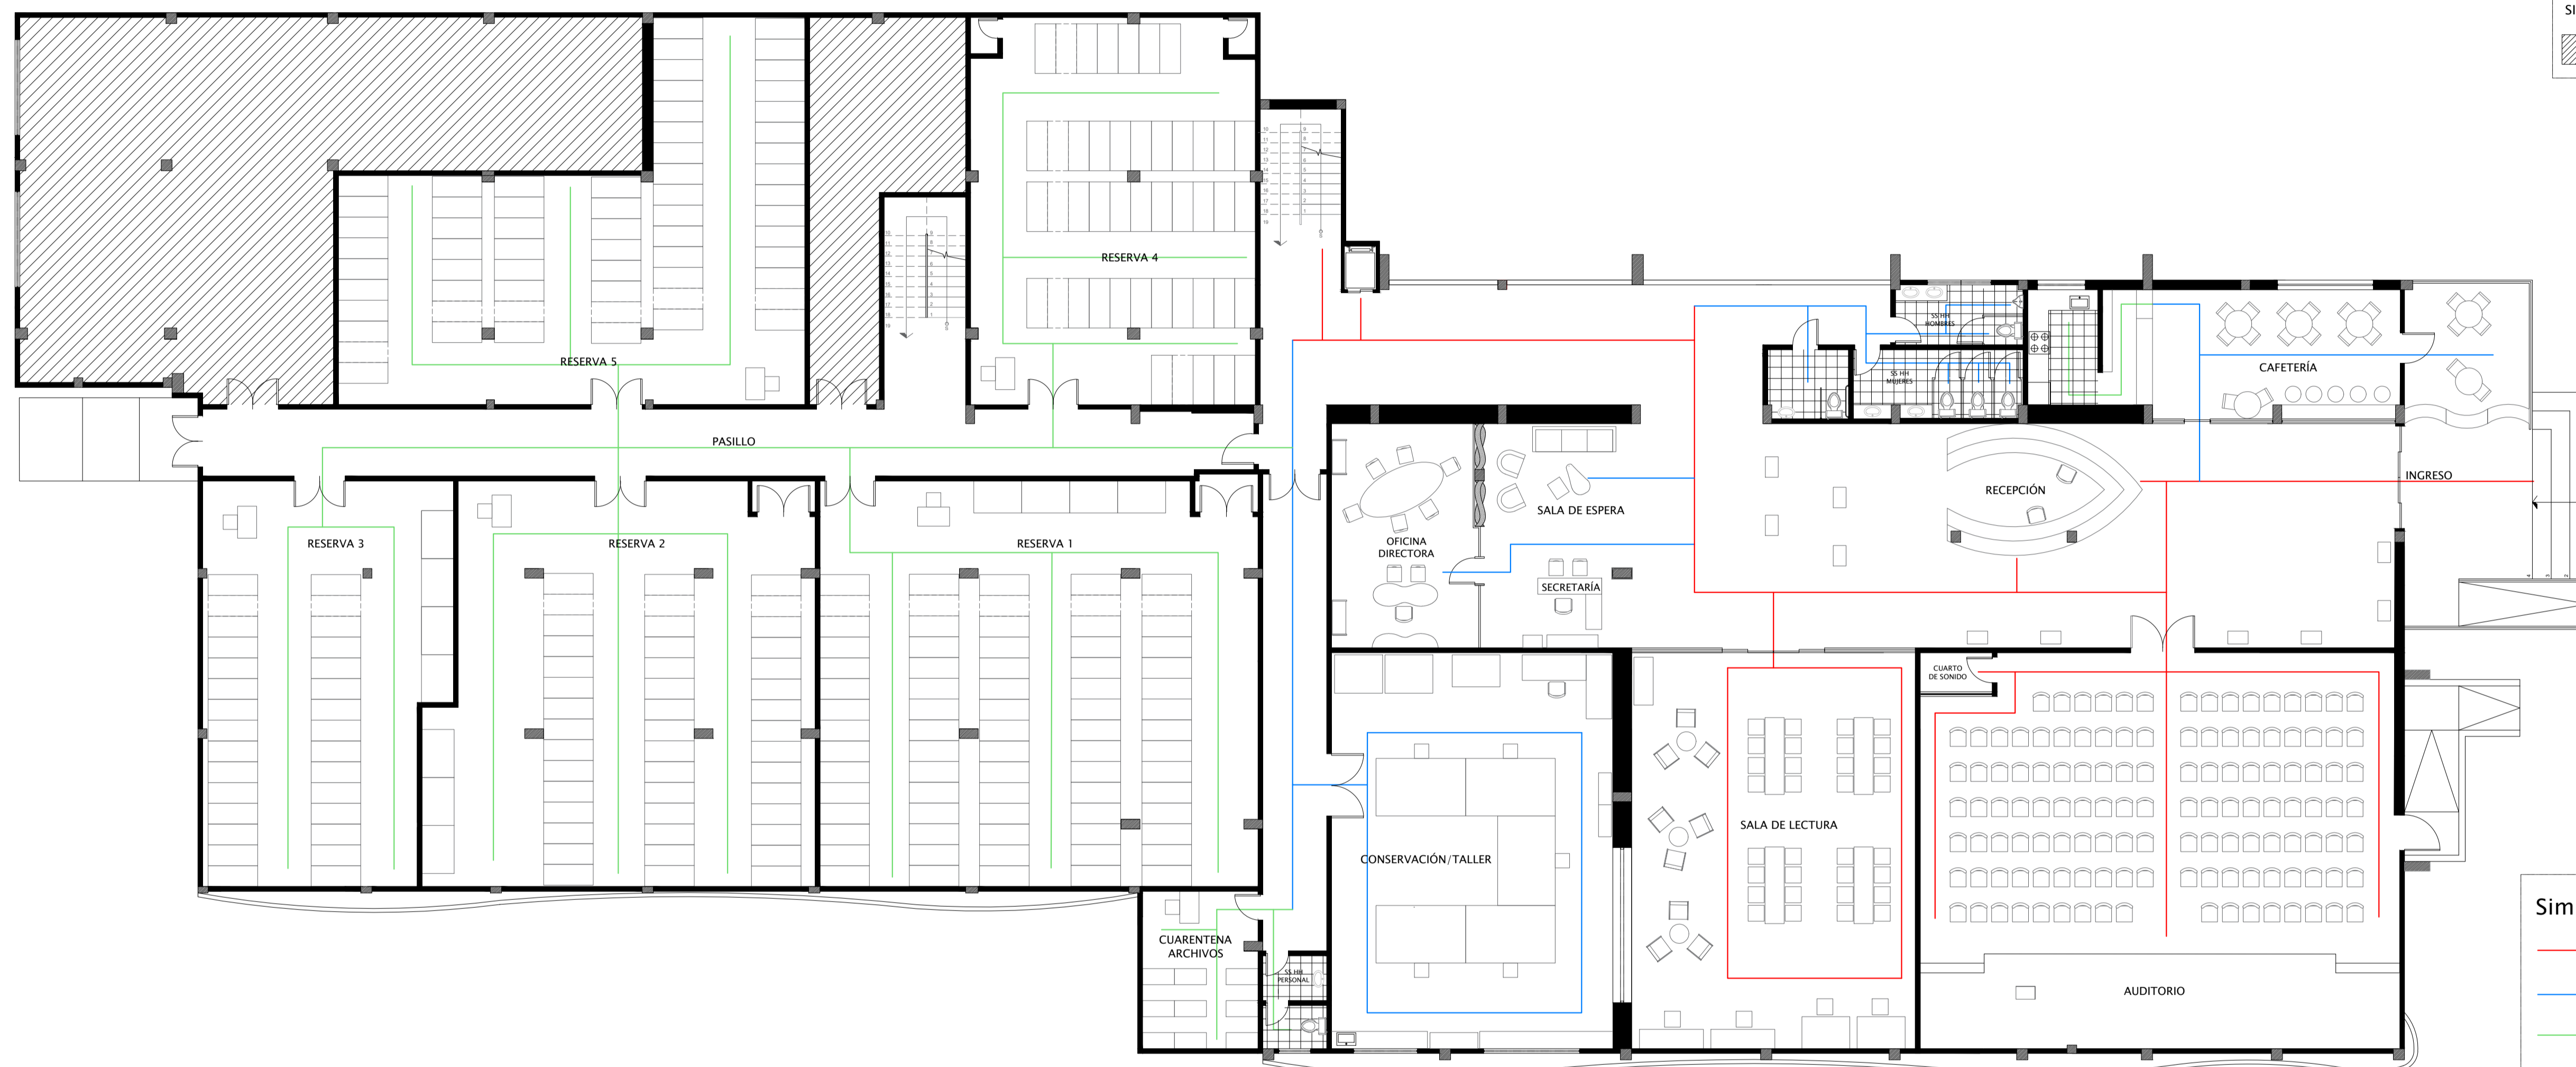 SI
RESERVA 4
RESERVA 5
SS HH
HOMBRES
SS HH
MUJERES
CAFETERÍA
PASILLO
INGRESO
RECEPCIÓN
SALA DE ESPERA
OFICINA
DIRECTORA
SECRETARÍA
RESERVA 3
RESERVA 2
RESERVA 1
CUARTO
DE SONIDO
SALA DE LECTURA
CONSERVACIÓN/TALLER
CUARENTENA
ARCHIVOS
SS HH
PERSONAL
AUDITORIO
Sim